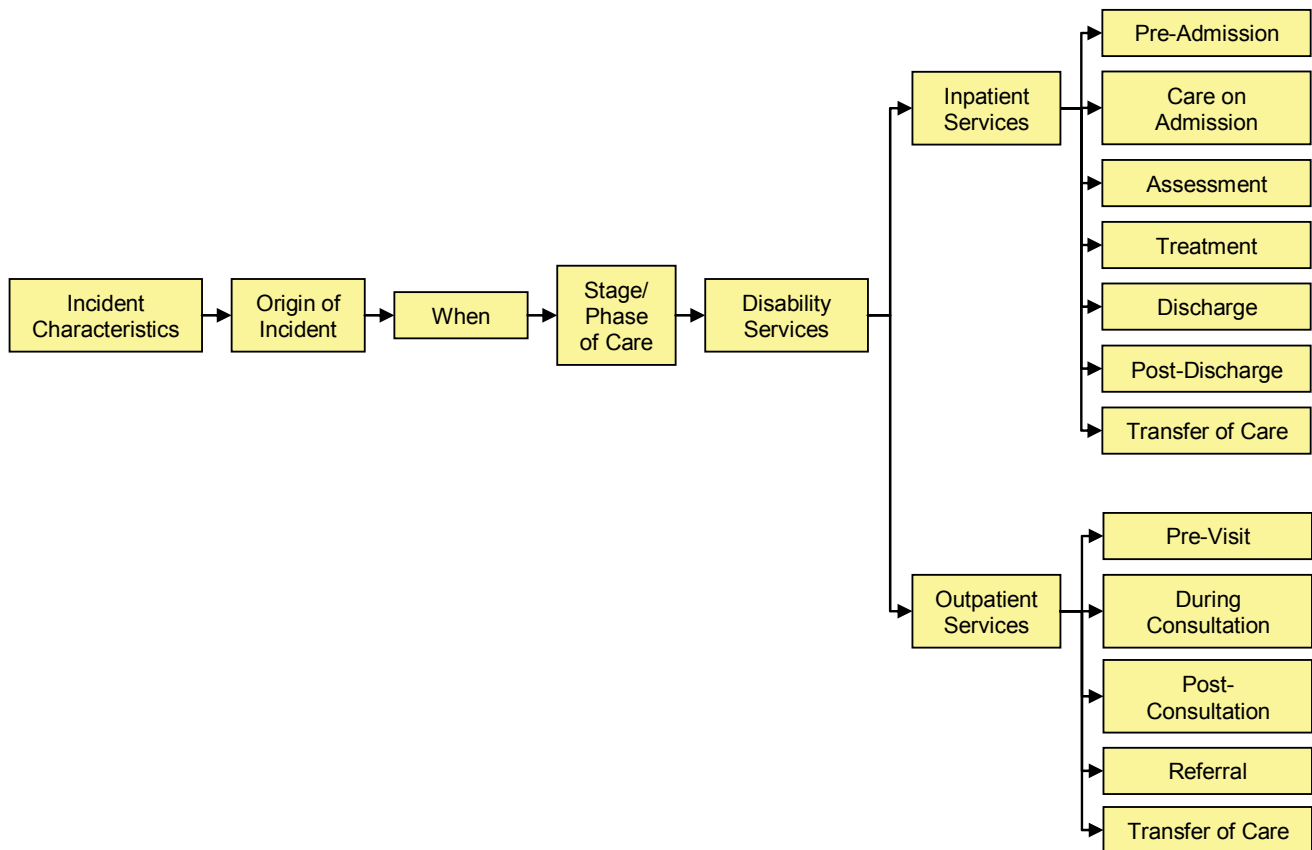 Incident
Characteristics
Origin of
Incident
When
Stage/
Phase
of Care
Disability
Services
Inpatient
Services
Pre-Admission
Care on
Admission
Assessment
Treatment
Discharge
Post-Discharge
Transfer of Care
Outpatient
Services
Pre-Visit
During
Consultation
Post-
Consultation
Referral
Transfer of Care